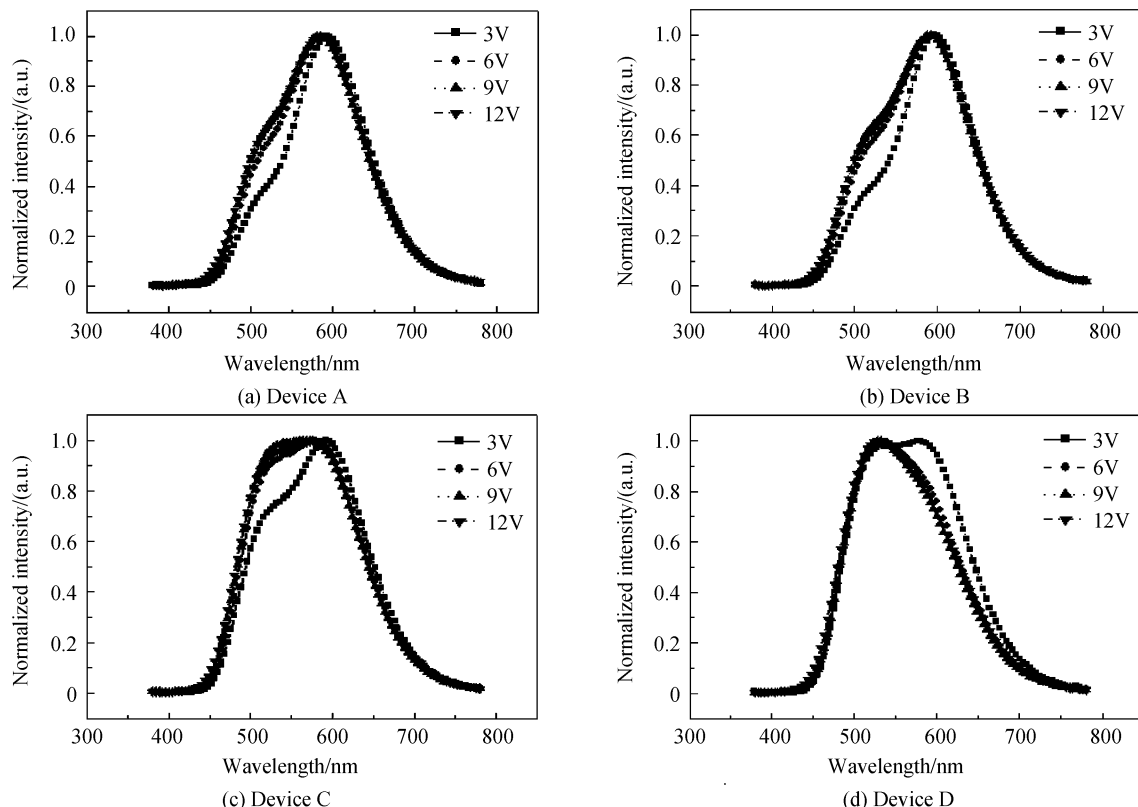 Normalized intensity/(a.u.)
1.0
0.8
0.6
0.4
0.2
0
3V
6V
9V
12V
300 400 500 600 700 800
Wavelength/nm
(a) Device A
Normalized intensity/(a.u.)
1.0
0.8
0.6
0.4
0.2
0
3V
6V
9V
12V
300 400 500 600 700 800
Wavelength/nm
(b) Device B
Normalized intensity/(a.u.)
1.0
0.8
0.6
0.4
0.2
0
3V
6V
9V
12V
300 400 500 600 700 800
Wavelength/nm
(c) Device C
Normalized intensity/(a.u.)
1.0
0.8
0.6
0.4
0.2
0
3V
6V
9V
12V
300 400 500 600 700 800
Wavelength/nm
(d) Device D